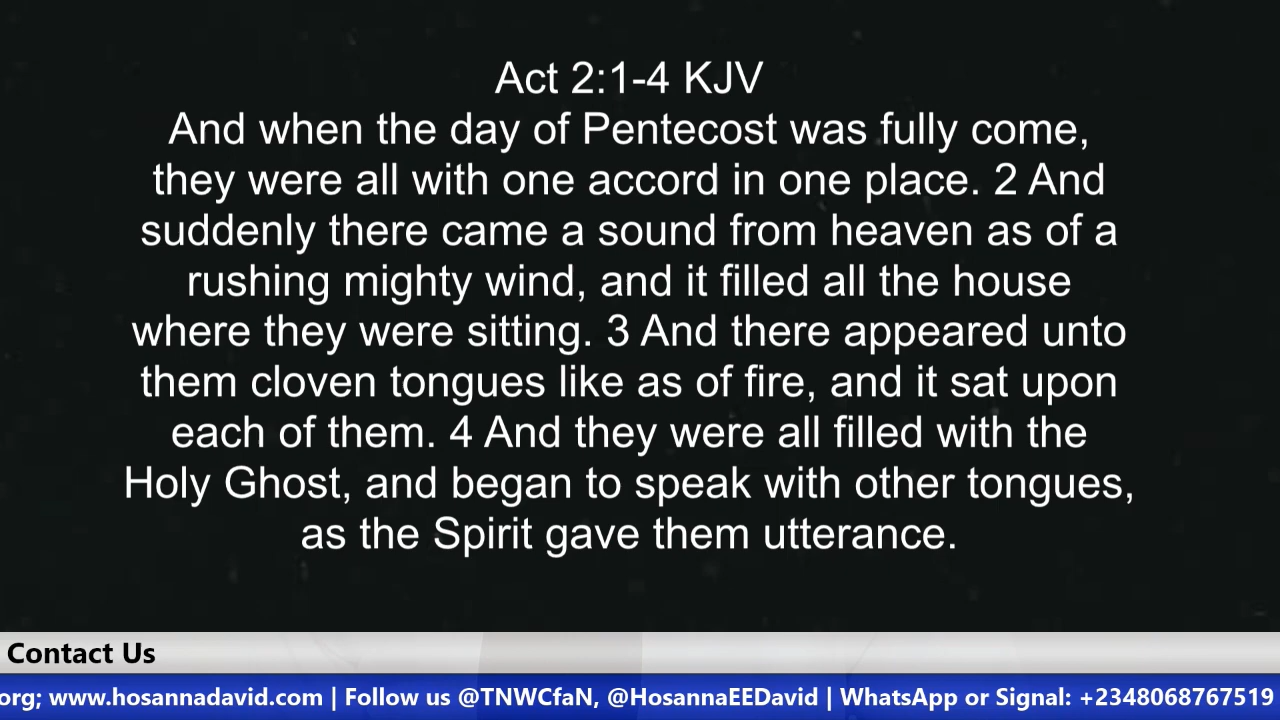 Act 2:1-4 KJV
And when the day of Pentecost was fully come,
they were all with one accord in one place. 2 And
suddenly there came a sound from heaven as of a
rushing mighty wind, and it filled all the house
where they were sitting. 3 And there appeared unto
them cloven tongues like as of fire, and it sat upon
each of them. 4 And they were all filled with the
Holy Ghost, and began to speak with other tongues,
as the Spirit gave them utterance.
Contact Us
org; www.hosannadavid.com | Follow us @TNWCfaN, @HosannaEEDavid | WhatsApp or Signal: +2348068767519